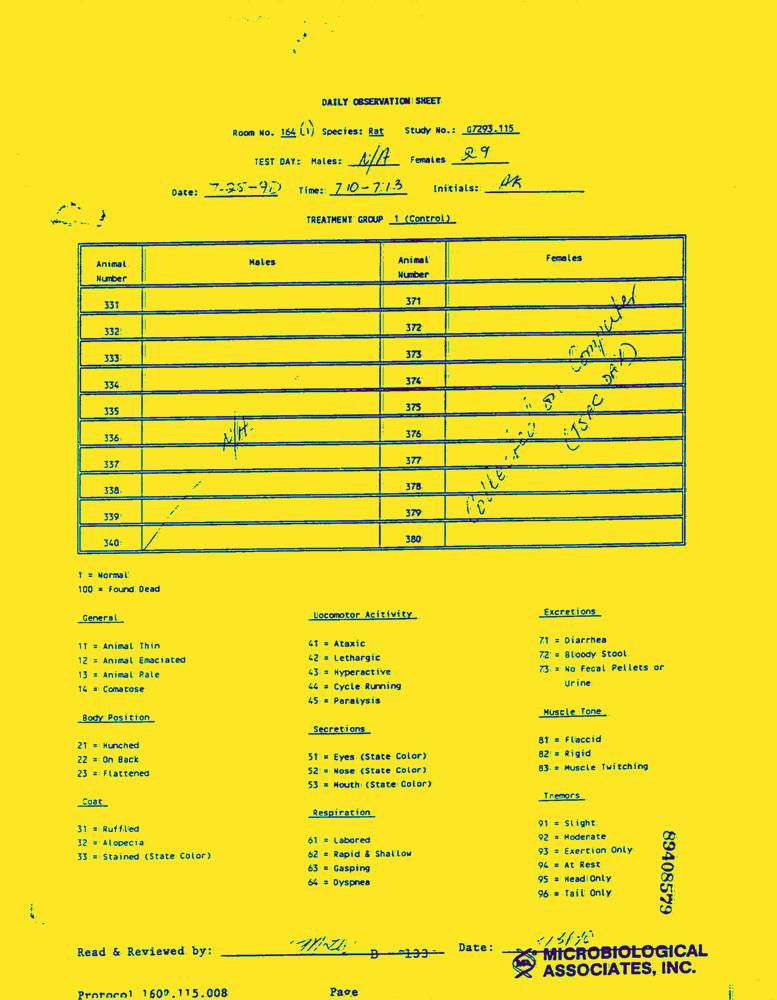 DAILY OBSERVATION SHEET
Room No. 164 (1) Species: Rat Study No.: G7293.115
TEST DAY: Males: N/A Females 29
Date: 7-25-90 Time: 710-713 Initials: AK
TREATMENT GROUP 1 (Control)
Animal Number Males Animal Number Females
331 371
332 372
333 373
334 374
335 375
336 N/A 376
337 377
338 378
339 379
340 380
Collected on Computer
(TSAC DAR)
1 = Normal
100 = Found Dead
General
11 = Animal Thin
12 = Animal Emaciated
13 = Animal Pale
14 = Comatose
Body Position
21 = Hunched
22 = On Back
23 = Flattened
Coat
31 = Ruffled
32 = Alopecia
33 = Stained (State Color)
Locomotor Acitivity
41 = Ataxic
42 = Lethargic
43 = Hyperactive
44 = Cycle Running
45 = Paralysis
Secretions
51 = Eyes (State Color)
52 = Nose (State Color)
53 = Mouth (State Color)
Respiration
61 = Labored
62 = Rapid & Shallow
63 = Gasping
64 = Dyspnea
Excretions
71 = Diarrhea
72 = Bloody Stool
73 = No Fecal Pellets or
Urine
Muscle Tone
81 = Flaccid
82 = Rigid
83 = Muscle Twitching
Tremors
91 = Slight
92 = Moderate
93 = Exertion Only
94 = At Rest
95 = Head Only
96 = Tail Only
89408579
Read & Reviewed by: D -133- Date:
MICROBIOLOGICAL
ASSOCIATES, INC.
Protocol 1609.115.008 Page